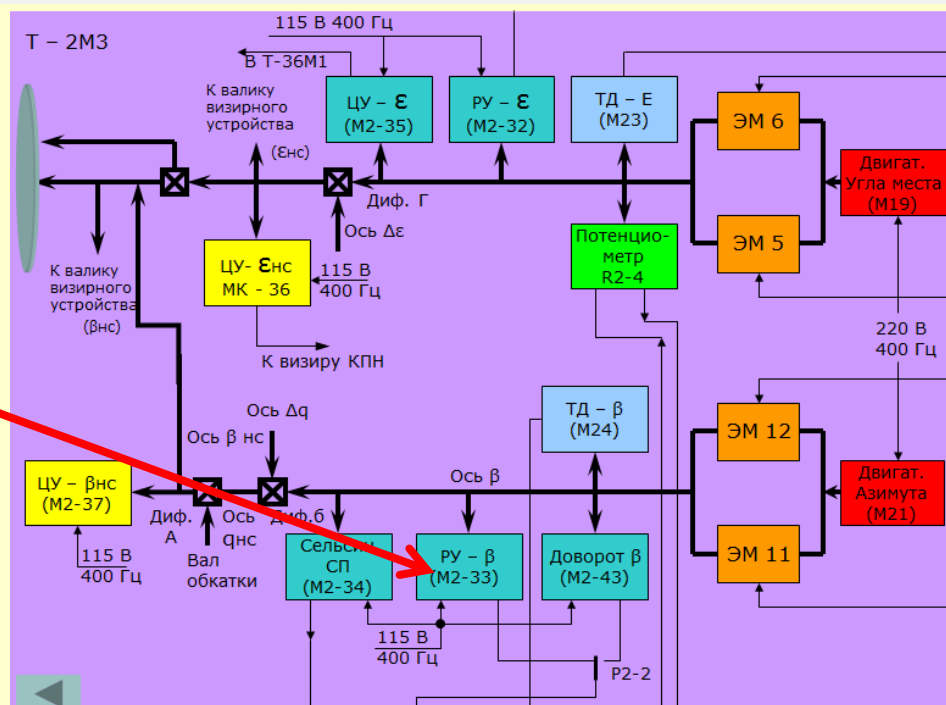 115 В 400 Гц
Т – 2М3
В Т-36М1
К валику
визирного
устройства
(Ɛнс)
ЦУ – Ɛ
(М2-35)
РУ – Ɛ
(М2-32)
ТД – Е
(М23)
ЭМ 6
Двигат.
Угла места
(М19)
Диф. Г
Ось Δε
ЭМ 5
Потенцио-
метр
R2-4
ЦУ- Ɛнс
МК - 36
115 В
400 Гц
К валику
визирного
устройства
(βнс)
220 В
400 Гц
К визиру КПН
Ось Δq
ТД – β
(М24)
ЭМ 12
Ось β нс
Ось β
ЦУ – βнс
(М2-37)
Двигат.
Азимута
(М21)
Диф.
А
Ось
qнс
Диф.б
115 В
400 Гц
Вал
обкатки
Сельсин
СП
(М2-34)
РУ – β
(М2-33)
Доворот β
(М2-43)
ЭМ 11
115 В
400 Гц
Р2-2